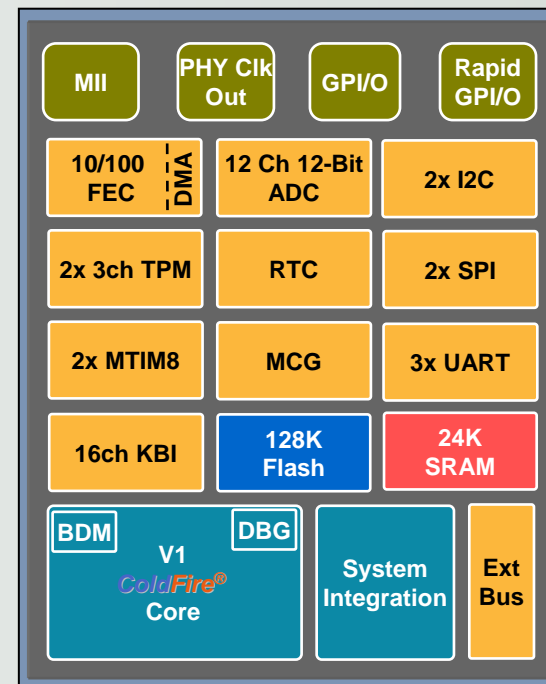 MII
PHY Clk
Out
GPI/O
Rapid
GPI/O
10/100
FEC
DMA
12 Ch 12-Bit
ADC
2x I2C
2x 3ch TPM
RTC
2x SPI
2x MTIM8
MCG
3x UART
16ch KBI
128K
Flash
24K
SRAM
BDM
DBG
V1
ColdFire®
Core
System
Integration
Ext
Bus